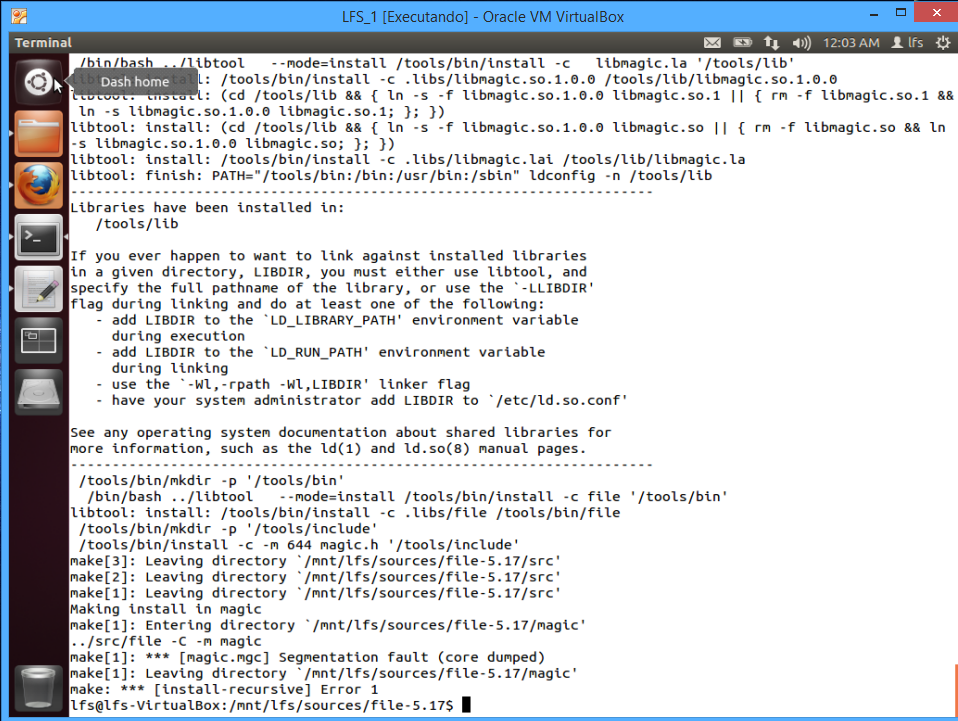 LFS_1 [Executando] - Oracle VM VirtualBox
Terminal
12:03 AM lfs
Dash home
/bin/bash ../libtool --mode=install /tools/bin/install -c libmagic.la '/tools/lib'
libtool: install: /tools/bin/install -c .libs/libmagic.so.1.0.0 /tools/lib/libmagic.so.1.0.0
libtool: install: (cd /tools/lib && { ln -s -f libmagic.so.1.0.0 libmagic.so.1 || { rm -f libmagic.so.1 &&
ln -s libmagic.so.1.0.0 libmagic.so.1; }; })
libtool: install: (cd /tools/lib && { ln -s -f libmagic.so.1.0.0 libmagic.so || { rm -f libmagic.so && ln
-s libmagic.so.1.0.0 libmagic.so; }; })
libtool: install: /tools/bin/install -c .libs/libmagic.lai /tools/lib/libmagic.la
libtool: finish: PATH="/tools/bin:/bin:/usr/bin:/sbin" ldconfig -n /tools/lib
----------------------------------------------------------------------
Libraries have been installed in:
/tools/lib
If you ever happen to want to link against installed libraries
in a given directory, LIBDIR, you must either use libtool, and
specify the full pathname of the library, or use the `-LLIBDIR'
flag during linking and do at least one of the following:
- add LIBDIR to the `LD_LIBRARY_PATH' environment variable
during execution
- add LIBDIR to the `LD_RUN_PATH' environment variable
during linking
- use the `-Wl,-rpath -Wl,LIBDIR' linker flag
- have your system administrator add LIBDIR to `/etc/ld.so.conf'
See any operating system documentation about shared libraries for
more information, such as the ld(1) and ld.so(8) manual pages.
----------------------------------------------------------------------
/tools/bin/mkdir -p '/tools/bin'
/bin/bash ../libtool --mode=install /tools/bin/install -c file '/tools/bin'
libtool: install: /tools/bin/install -c .libs/file /tools/bin/file
/tools/bin/mkdir -p '/tools/include'
/tools/bin/install -c -m 644 magic.h '/tools/include'
make[3]: Leaving directory `/mnt/lfs/sources/file-5.17/src'
make[2]: Leaving directory `/mnt/lfs/sources/file-5.17/src'
make[1]: Leaving directory `/mnt/lfs/sources/file-5.17/src'
Making install in magic
make[1]: Entering directory `/mnt/lfs/sources/file-5.17/magic'
../src/file -C -m magic
make[1]: *** [magic.mgc] Segmentation fault (core dumped)
make[1]: Leaving directory `/mnt/lfs/sources/file-5.17/magic'
make: *** [install-recursive] Error 1
lfs@lfs-VirtualBox:/mnt/lfs/sources/file-5.17$